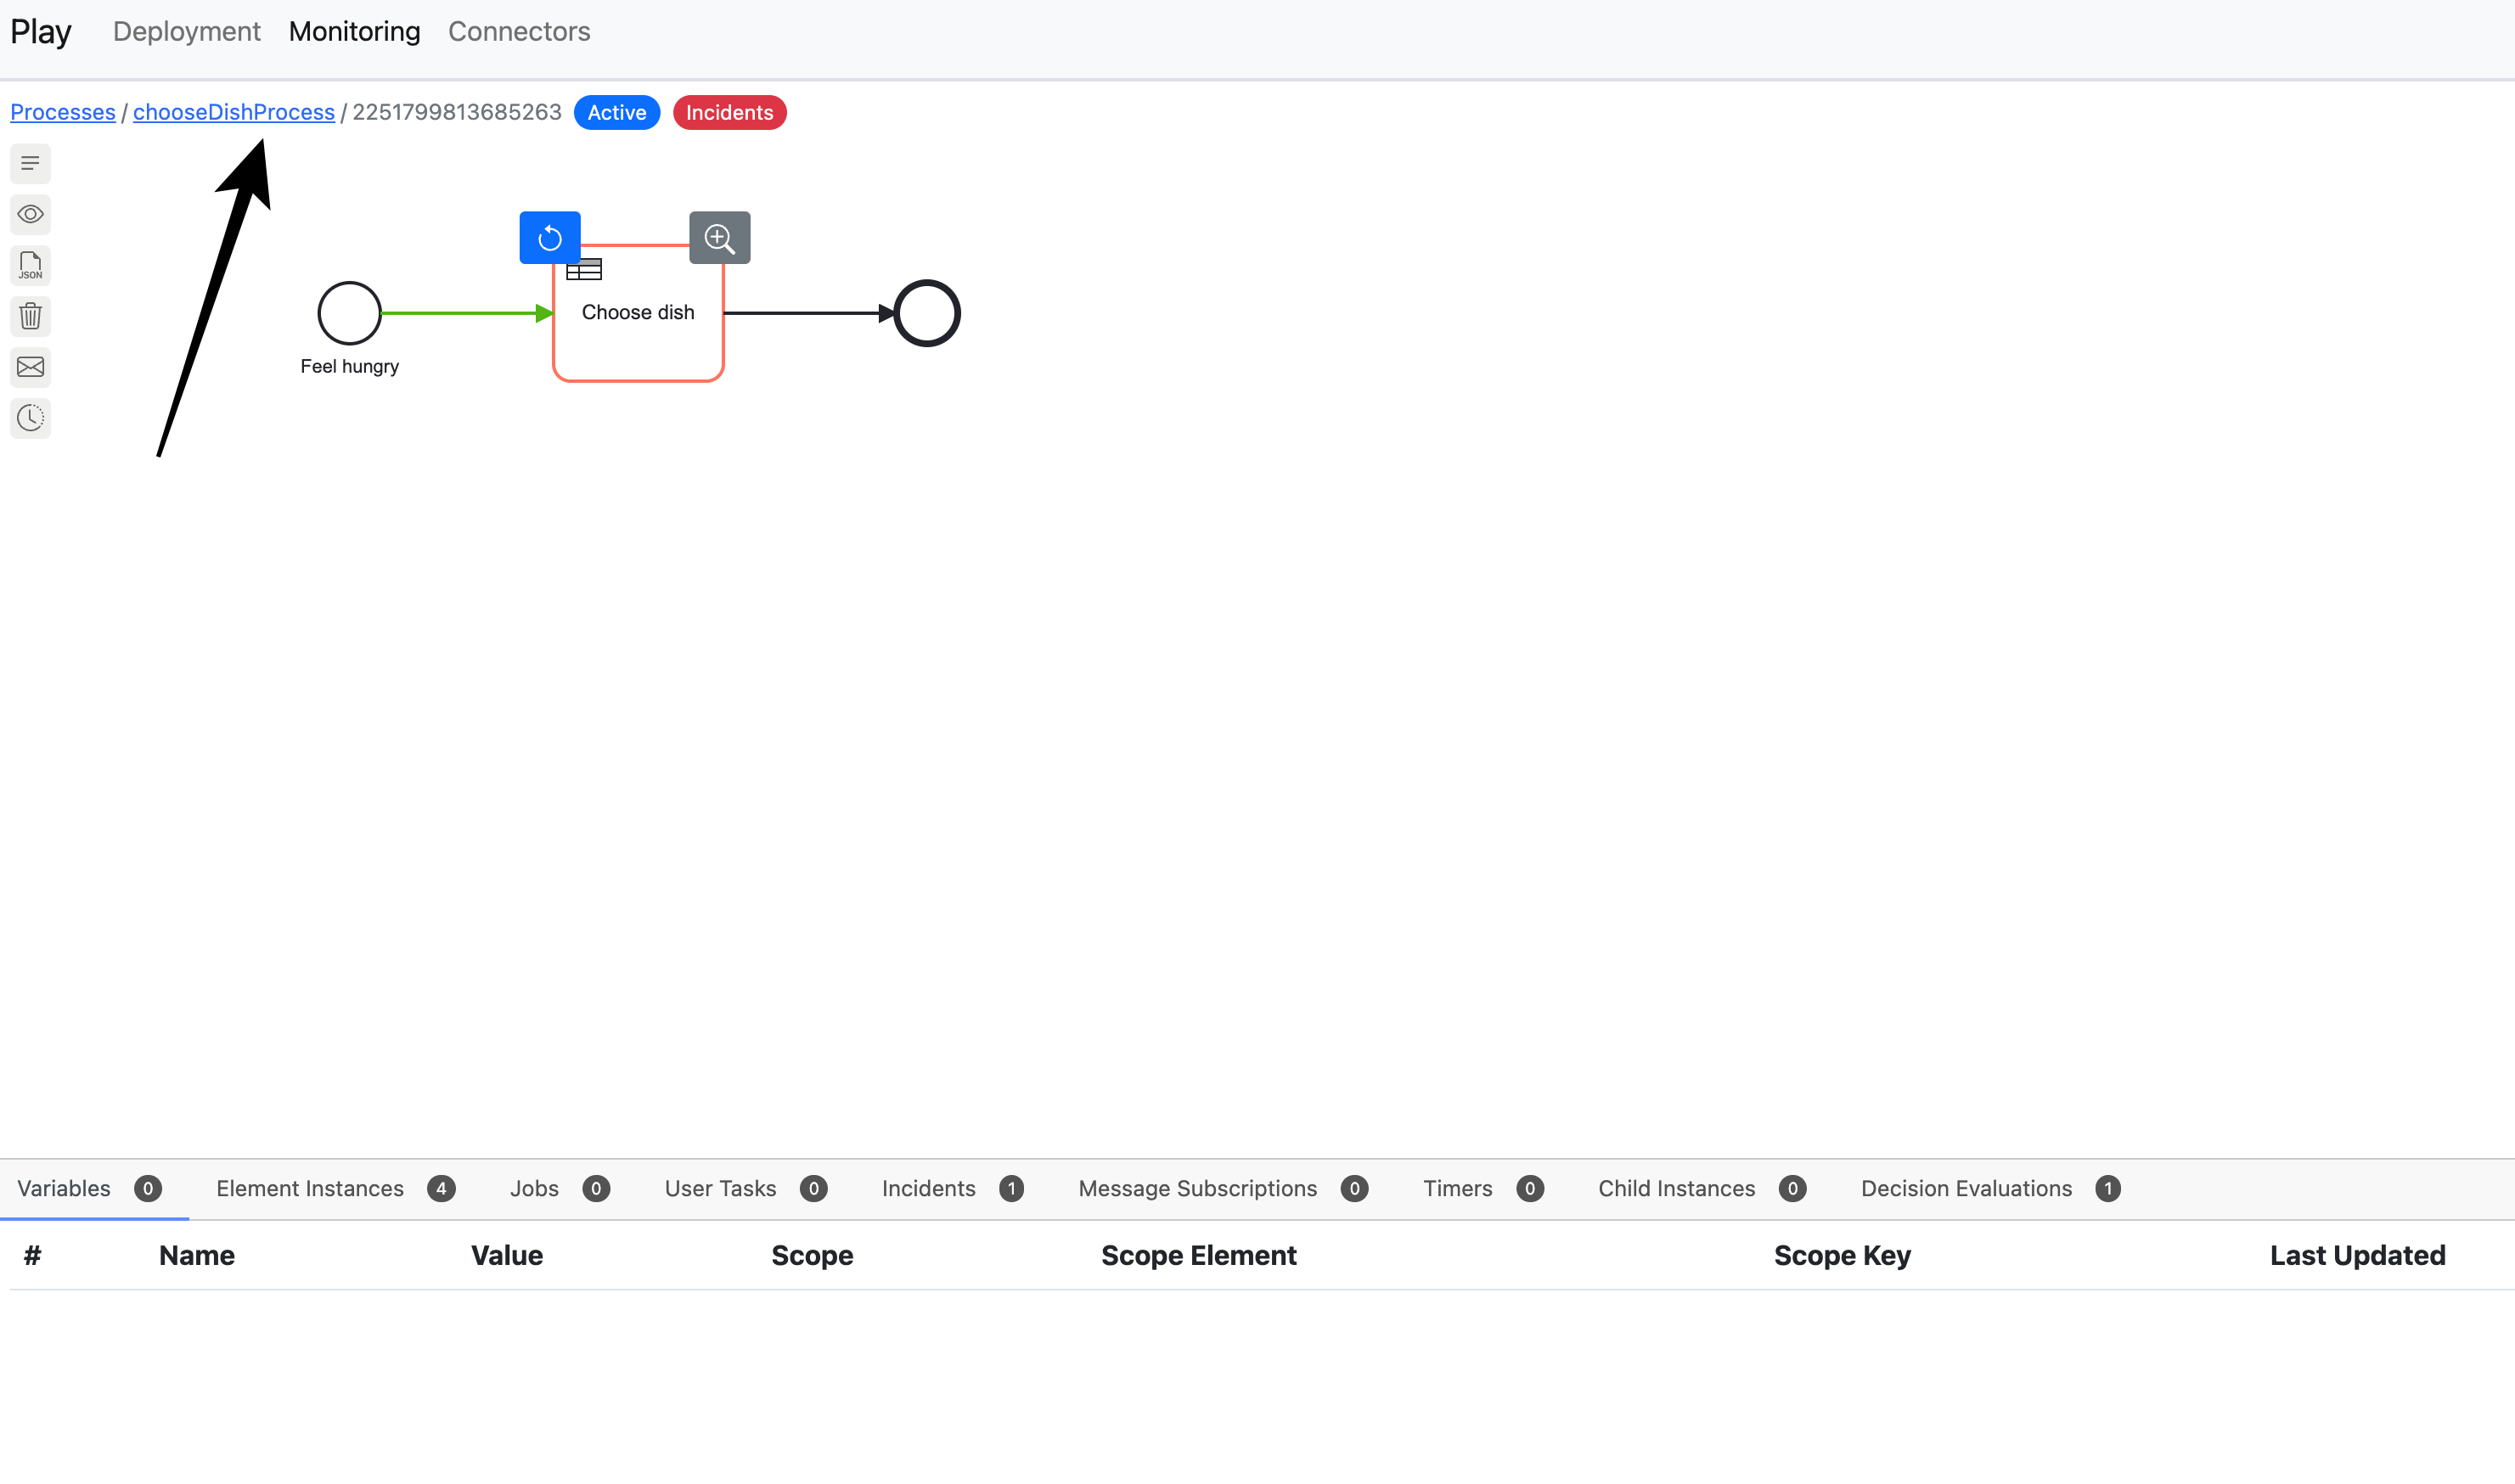 Play Deployment Monitoring Connectors
Processes / chooseDishProcess / 2251799813685263 Active Incidents
JSON
Choose dish
Feel hungry
Variables 0 Element Instances 4 Jobs 0 User Tasks 0 Incidents 1 Message Subscriptions 0 Timers 0 Child Instances 0 Decision Evaluations 1
# Name Value Scope Scope Element Scope Key Last Updated